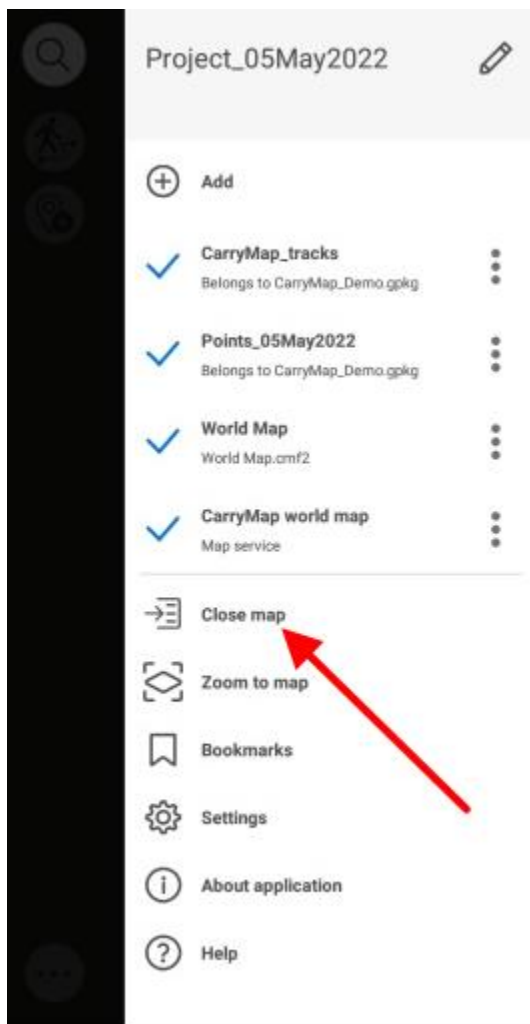 Project_05May2022
Add
CarryMap_tracks
Belongs to CarryMap_Demo.gpkg
Points_05May2022
Belongs to CarryMap_Demo.gpkg
World Map
World Map.cmf2
CarryMap world map
Map service
Close map
Zoom to map
Bookmarks
Settings
About application
Help